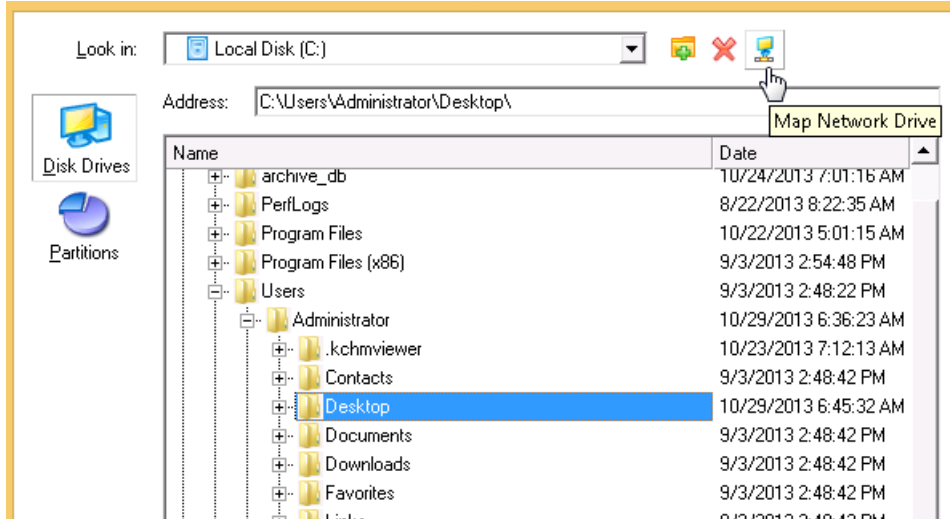 Look in: Local Disk (C:)
Address: C:\Users\Administrator\Desktop\
Map Network Drive
Disk Drives
Partitions
Name Date
archive_db 10/24/2013 7:01:16 AM
PerfLogs 8/22/2013 8:22:35 AM
Program Files 10/22/2013 5:01:15 AM
Program Files (x86) 9/3/2013 2:54:48 PM
Users 9/3/2013 2:48:22 PM
Administrator 10/29/2013 6:36:23 AM
.kchmviewer 10/23/2013 7:12:13 AM
Contacts 9/3/2013 2:48:42 PM
Desktop 10/29/2013 6:45:32 AM
Documents 9/3/2013 2:48:42 PM
Downloads 9/3/2013 2:48:42 PM
Favorites 9/3/2013 2:48:42 PM